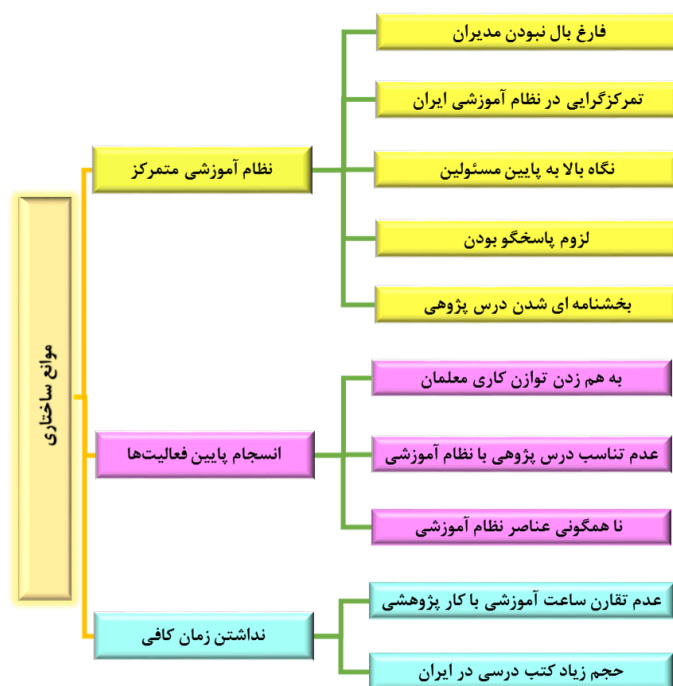 موانع ساختاری
نظام آموزشی متمرکز
فارغ بال نبودن مدیران
تمرکزگرایی در نظام آموزشی ایران
نگاه بالا به پایین مسئولین
لزوم پاسخگو بودن
بخشنامه ای شدن درس پژوهی
انسجام پایین فعالیت‌ها
به هم زدن توازن کاری معلمان
عدم تناسب درس پژوهی با نظام آموزشی
نا همگونی عناصر نظام آموزشی
نداشتن زمان کافی
عدم تقارن ساعت آموزشی با کار پژوهشی
حجم زیاد کتب درسی در ایران